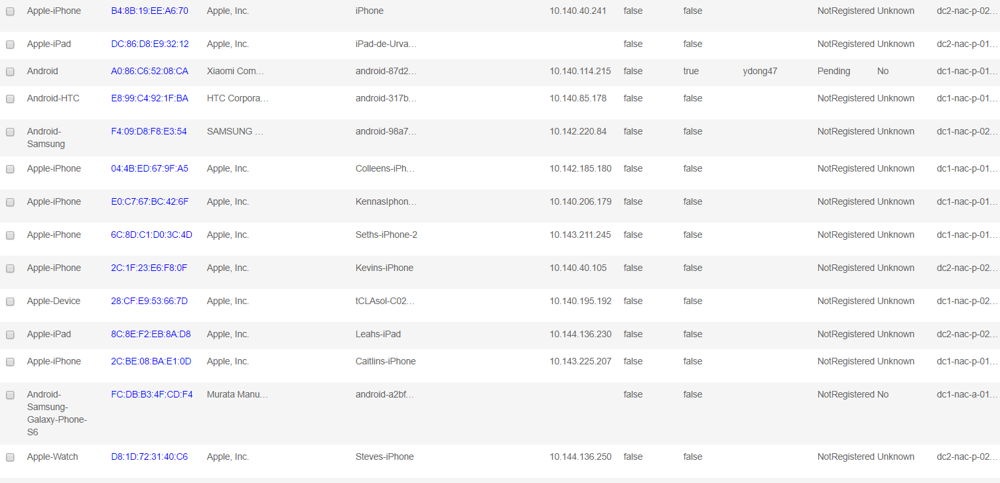 Apple-iPhone B4:8B:19:EE:A6:70 Apple, Inc. iPhone 10.140.40.241 false false NotRegistered Unknown dc2-nac-p-02...
Apple-iPad DC:86:D8:E9:32:12 Apple, Inc. iPad-de-Urva... false false NotRegistered Unknown dc2-nac-p-01...
Android A0:86:C6:52:08:CA Xiaomi Com... android-87d2... 10.140.114.215 false true ydong47 Pending No dc1-nac-p-01...
Android-HTC E8:99:C4:92:1F:BA HTC Corpora... android-317b... 10.140.85.178 false false NotRegistered Unknown dc1-nac-p-01...
Android- F4:09:D8:F8:E3:54 SAMSUNG ... android-98a7... 10.142.220.84 false false NotRegistered Unknown dc1-nac-p-02...
Samsung
Apple-iPhone 04:4B:ED:67:9F:A5 Apple, Inc. Colleens-iPh... 10.142.185.180 false false NotRegistered Unknown dc1-nac-p-01...
Apple-iPhone E0:C7:67:BC:42:6F Apple, Inc. KennasIphon... 10.140.206.179 false false NotRegistered Unknown dc1-nac-p-01...
Apple-iPhone 6C:8D:C1:D0:3C:4D Apple, Inc. Seths-iPhone-2 10.143.211.245 false false NotRegistered Unknown dc1-nac-p-01...
Apple-iPhone 2C:1F:23:E6:F8:0F Apple, Inc. Kevins-iPhone 10.140.40.105 false false NotRegistered Unknown dc2-nac-p-02...
Apple-Device 28:CF:E9:53:66:7D Apple, Inc. tCLAsol-C02... 10.140.195.192 false false NotRegistered Unknown dc1-nac-p-02...
Apple-iPad 8C:8E:F2:EB:8A:D8 Apple, Inc. Leahs-iPad 10.144.136.230 false false NotRegistered Unknown dc2-nac-p-02...
Apple-iPhone 2C:BE:08:BA:E1:0D Apple, Inc. Caitlins-iPhone 10.143.225.207 false false NotRegistered Unknown dc1-nac-p-01...
Android- FC:DB:B3:4F:CD:F4 Murata Manu... android-a2bf... false false NotRegistered No dc1-nac-a-01...
Samsung-
Galaxy-Phone-
S6
Apple-Watch D8:1D:72:31:40:C6 Apple, Inc. Steves-iPhone 10.144.136.250 false false NotRegistered Unknown dc2-nac-p-02...